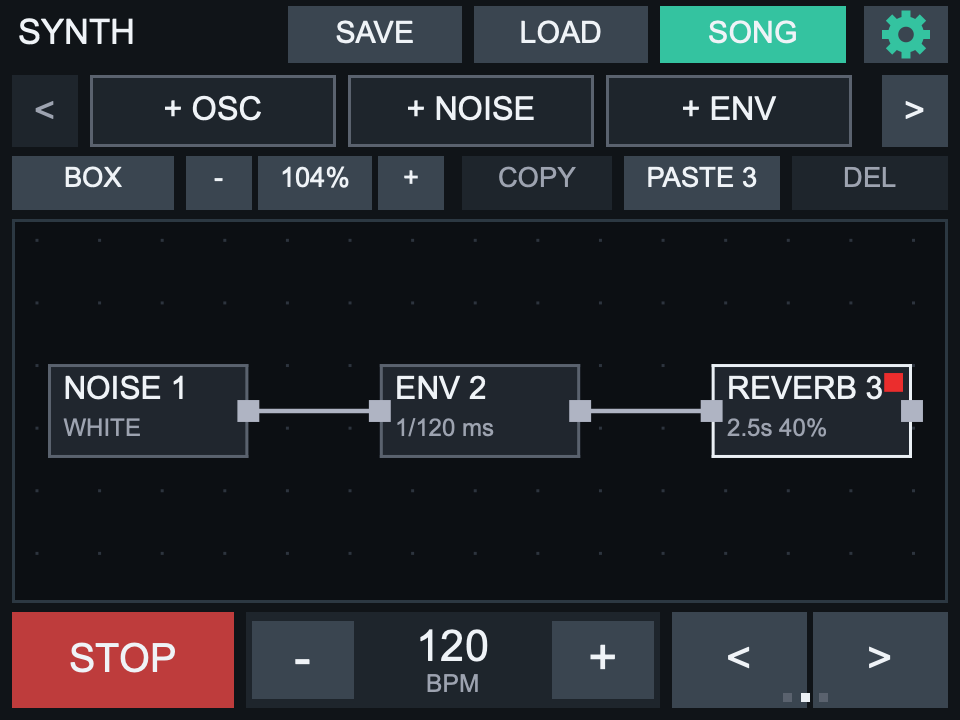 SYNTH
SAVE
LOAD
SONG
<
+ OSC
+ NOISE
+ ENV
>
BOX
-
104%
+
COPY
PASTE 3
DEL
NOISE 1
WHITE
ENV 2
1/120 ms
REVERB 3
2.5s 40%
STOP
-
120
BPM
+
<
>